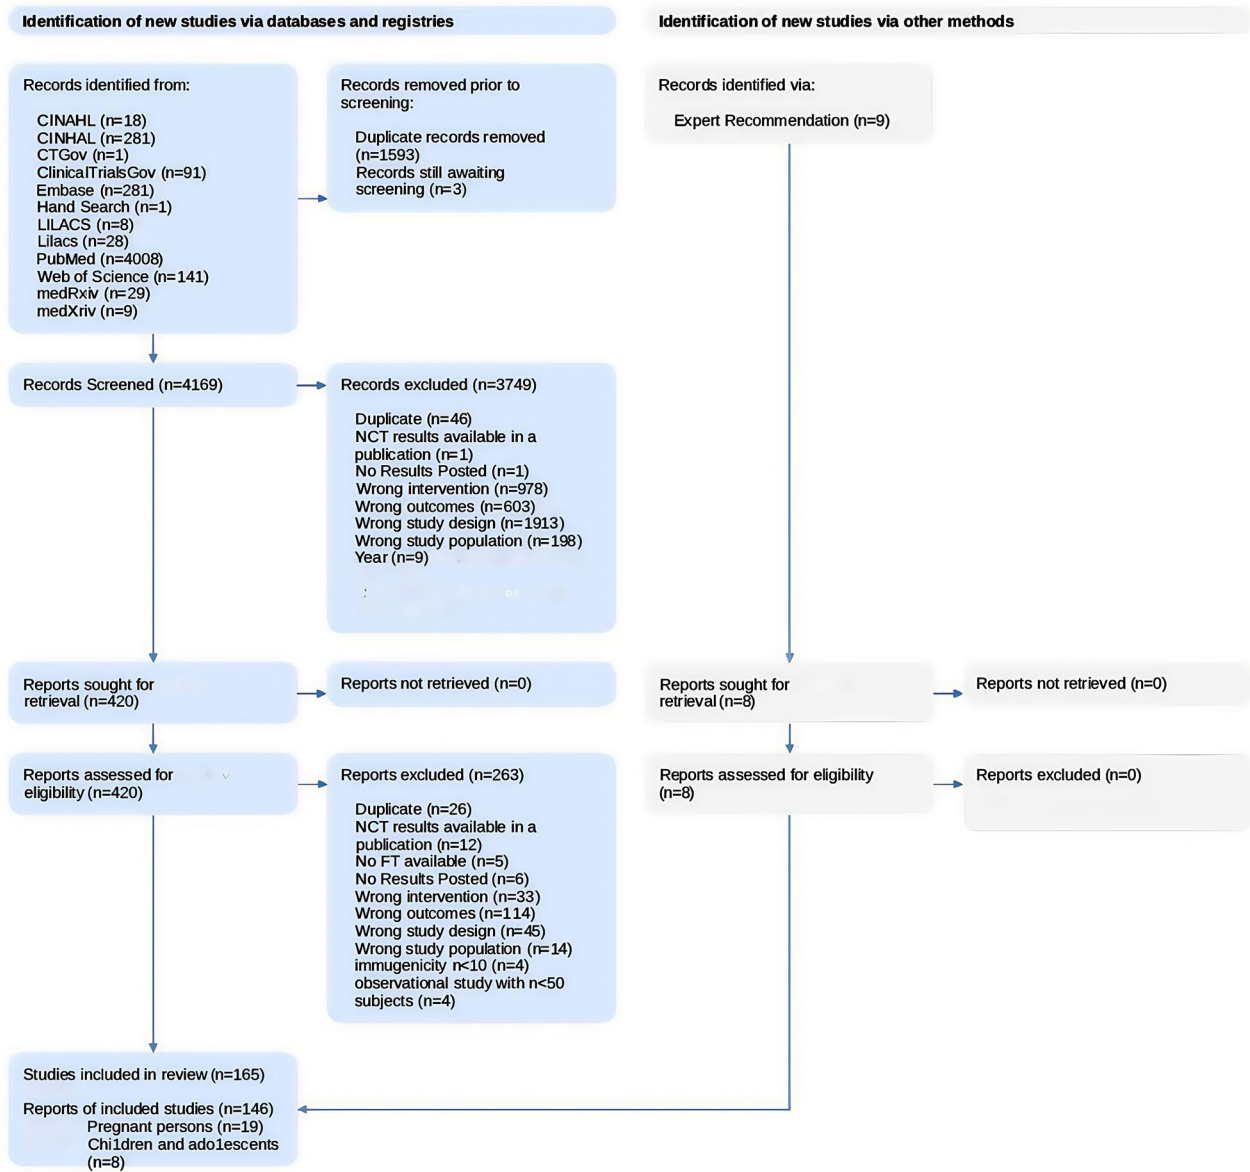 Identification of new studies via databases and registries
Identification of new studies via other methods
Records identified from:
CINAHL (n=18)
CINHAL (n=281)
CTGov (n=1)
ClinicalTrialsGov (n=91)
Embase (n=281)
Hand Search (n=1)
LILACS (n=8)
Lilacs (n=28)
PubMed (n=4008)
Web of Science (n=141)
medRxiv (n=29)
medXriv (n=9)
Records removed prior to
screening:
Duplicate records removed
(n=1593)
Records still awaiting
screening (n=3)
Records identified via:
Expert Recommendation (n=9)
Records Screened (n=4169)
Records excluded (n=3749)
Duplicate (n=46)
NCT results available in a
publication (n=1)
No Results Posted (n=1)
Wrong intervention (n=978)
Wrong outcomes (n=603)
Wrong study design (n=1913)
Wrong study population (n=198)
Year (n=9)
Reports sought for
retrieval (n=420)
Reports not retrieved (n=0)
Reports sought for
retrieval (n=8)
Reports not retrieved (n=0)
Reports assessed for
eligibility (n=420)
Reports excluded (n=263)
Duplicate (n=26)
NCT results available in a
publication (n=12)
No FT available (n=5)
No Results Posted (n=6)
Wrong intervention (n=33)
Wrong outcomes (n=114)
Wrong study design (n=45)
Wrong study population (n=14)
immugenicity n<10 (n=4)
observational study with n<50
subjects (n=4)
Reports assessed for eligibility
(n=8)
Reports excluded (n=0)
Studies included in review (n=165)
Reports of included studies (n=146)
Pregnant persons (n=19)
Chi1dren and ado1escents
(n=8)